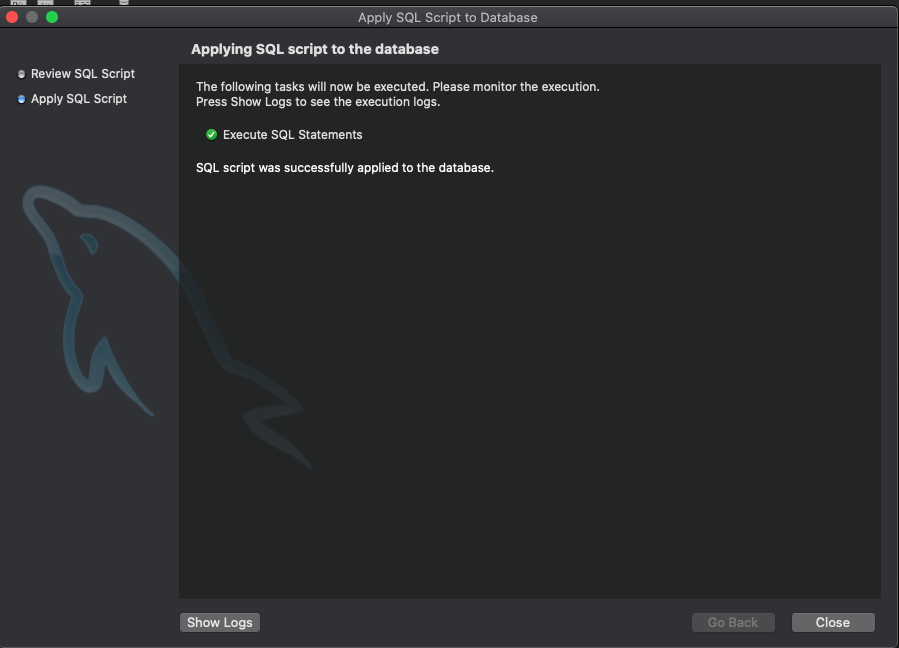 Apply SQL Script to Database
Applying SQL script to the database
Review SQL Script
Apply SQL Script
The following tasks will now be executed. Please monitor the execution.
Press Show Logs to see the execution logs.
Execute SQL Statements
SQL script was successfully applied to the database.
Show Logs
Go Back
Close